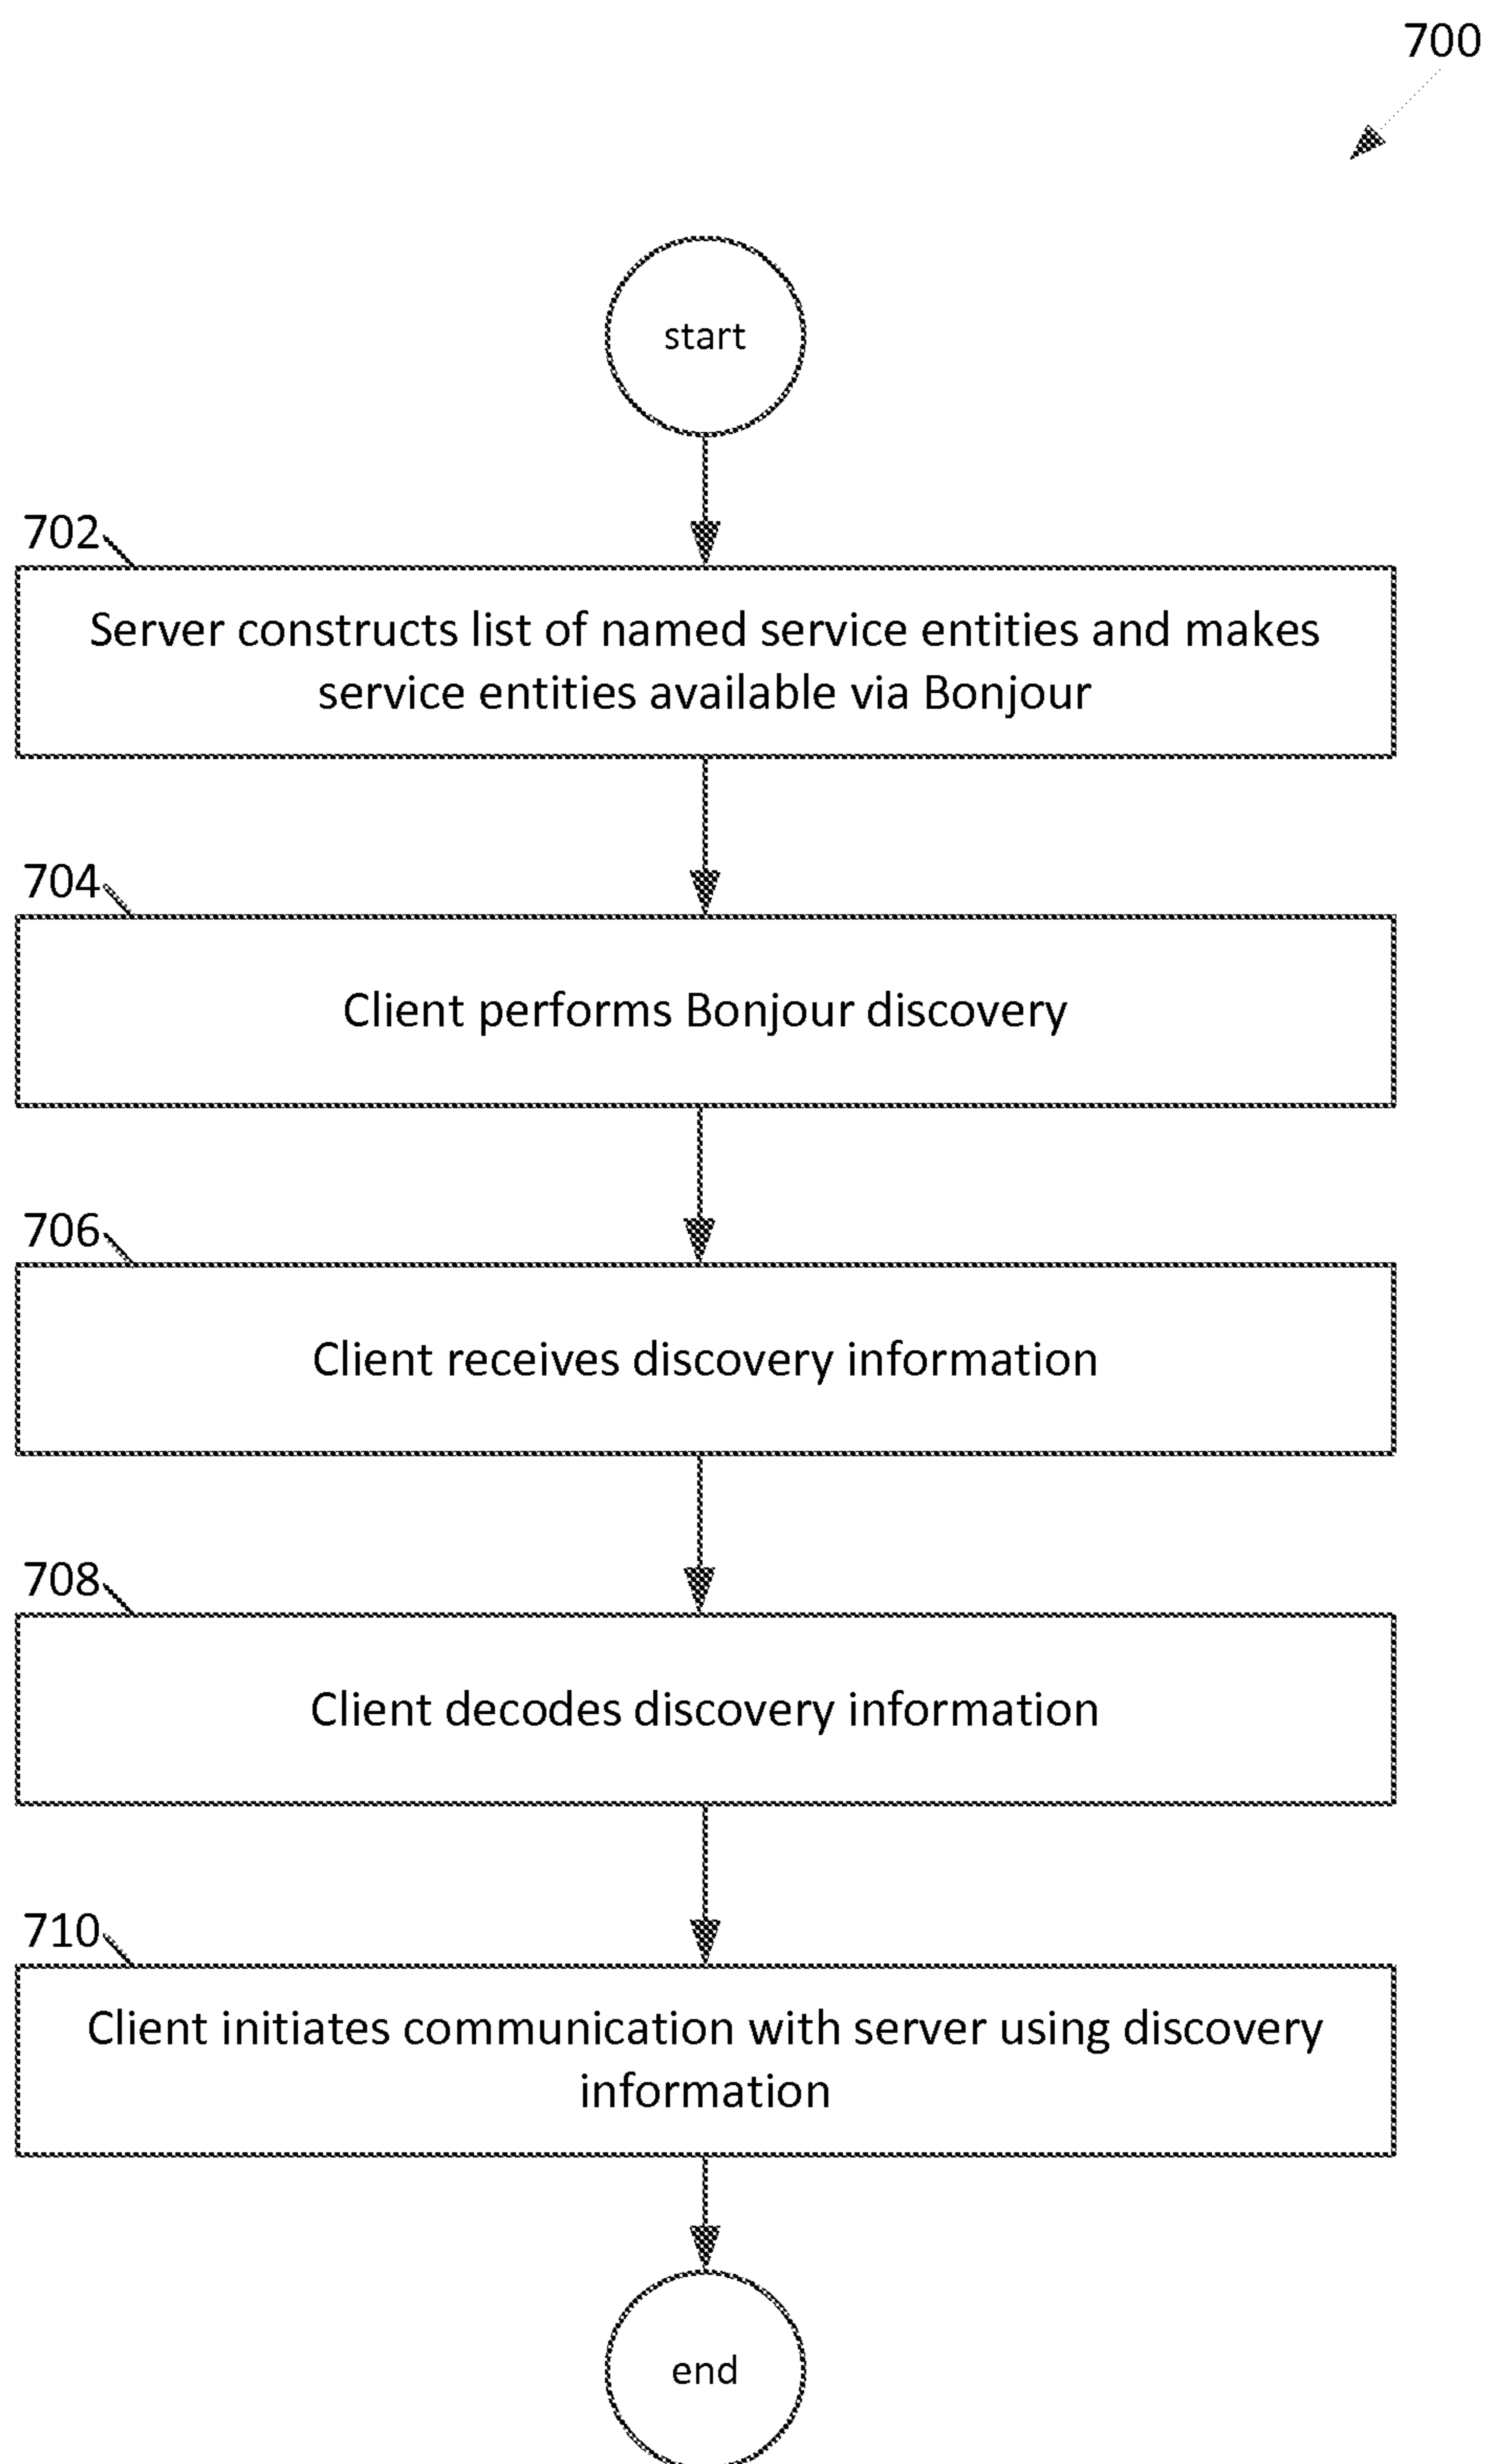 700
start
702
Server constructs list of named service entities and makes
service entities available via Bonjour
704
Client performs Bonjour discovery
706
Client receives discovery information
708
Client decodes discovery information
710
Client initiates communication with server using discovery
information
end